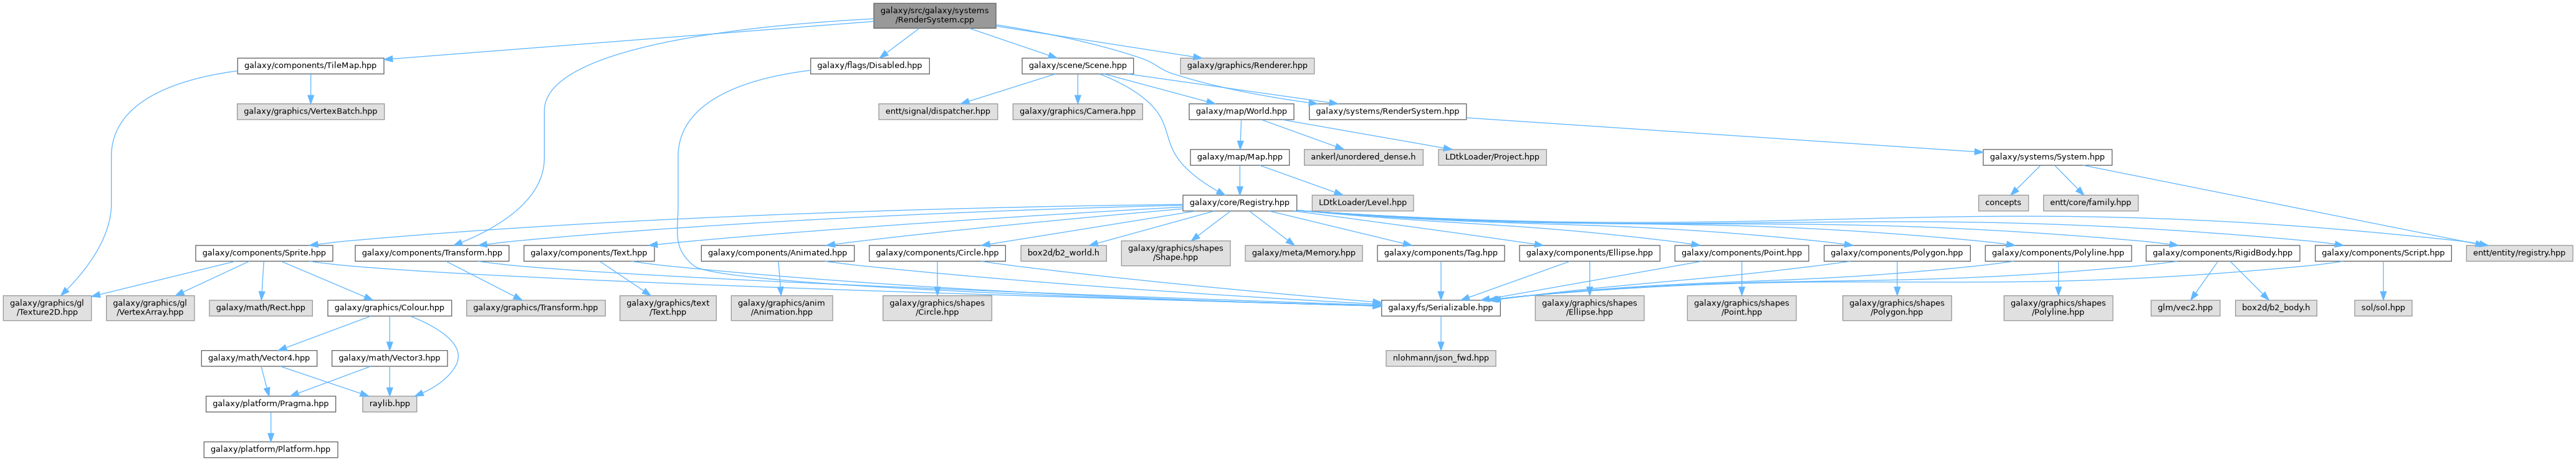 galaxy/src/galaxy/systems
/RenderSystem.cpp
galaxy/components/TileMap.hpp
galaxy/flags/Disabled.hpp
galaxy/scene/Scene.hpp
galaxy/graphics/Renderer.hpp
galaxy/graphics/VertexBatch.hpp
entt/signal/dispatcher.hpp
galaxy/graphics/Camera.hpp
galaxy/map/World.hpp
galaxy/systems/RenderSystem.hpp
galaxy/map/Map.hpp
ankerl/unordered_dense.h
LDtkLoader/Project.hpp
galaxy/systems/System.hpp
galaxy/core/Registry.hpp
LDtkLoader/Level.hpp
concepts
entt/core/family.hpp
galaxy/components/Sprite.hpp
galaxy/components/Transform.hpp
galaxy/components/Text.hpp
galaxy/components/Animated.hpp
galaxy/components/Circle.hpp
box2d/b2_world.h
galaxy/graphics/shapes
/Shape.hpp
galaxy/meta/Memory.hpp
galaxy/components/Tag.hpp
galaxy/components/Ellipse.hpp
galaxy/components/Point.hpp
galaxy/components/Polygon.hpp
galaxy/components/Polyline.hpp
galaxy/components/RigidBody.hpp
galaxy/components/Script.hpp
entt/entity/registry.hpp
galaxy/graphics/gl
/Texture2D.hpp
galaxy/graphics/gl
/VertexArray.hpp
galaxy/math/Rect.hpp
galaxy/graphics/Colour.hpp
galaxy/graphics/Transform.hpp
galaxy/graphics/text
/Text.hpp
galaxy/graphics/anim
/Animation.hpp
galaxy/graphics/shapes
/Circle.hpp
galaxy/fs/Serializable.hpp
galaxy/graphics/shapes
/Ellipse.hpp
galaxy/graphics/shapes
/Point.hpp
galaxy/graphics/shapes
/Polygon.hpp
galaxy/graphics/shapes
/Polyline.hpp
glm/vec2.hpp
box2d/b2_body.h
sol/sol.hpp
galaxy/math/Vector4.hpp
galaxy/math/Vector3.hpp
nlohmann/json_fwd.hpp
galaxy/platform/Pragma.hpp
raylib.hpp
galaxy/platform/Platform.hpp